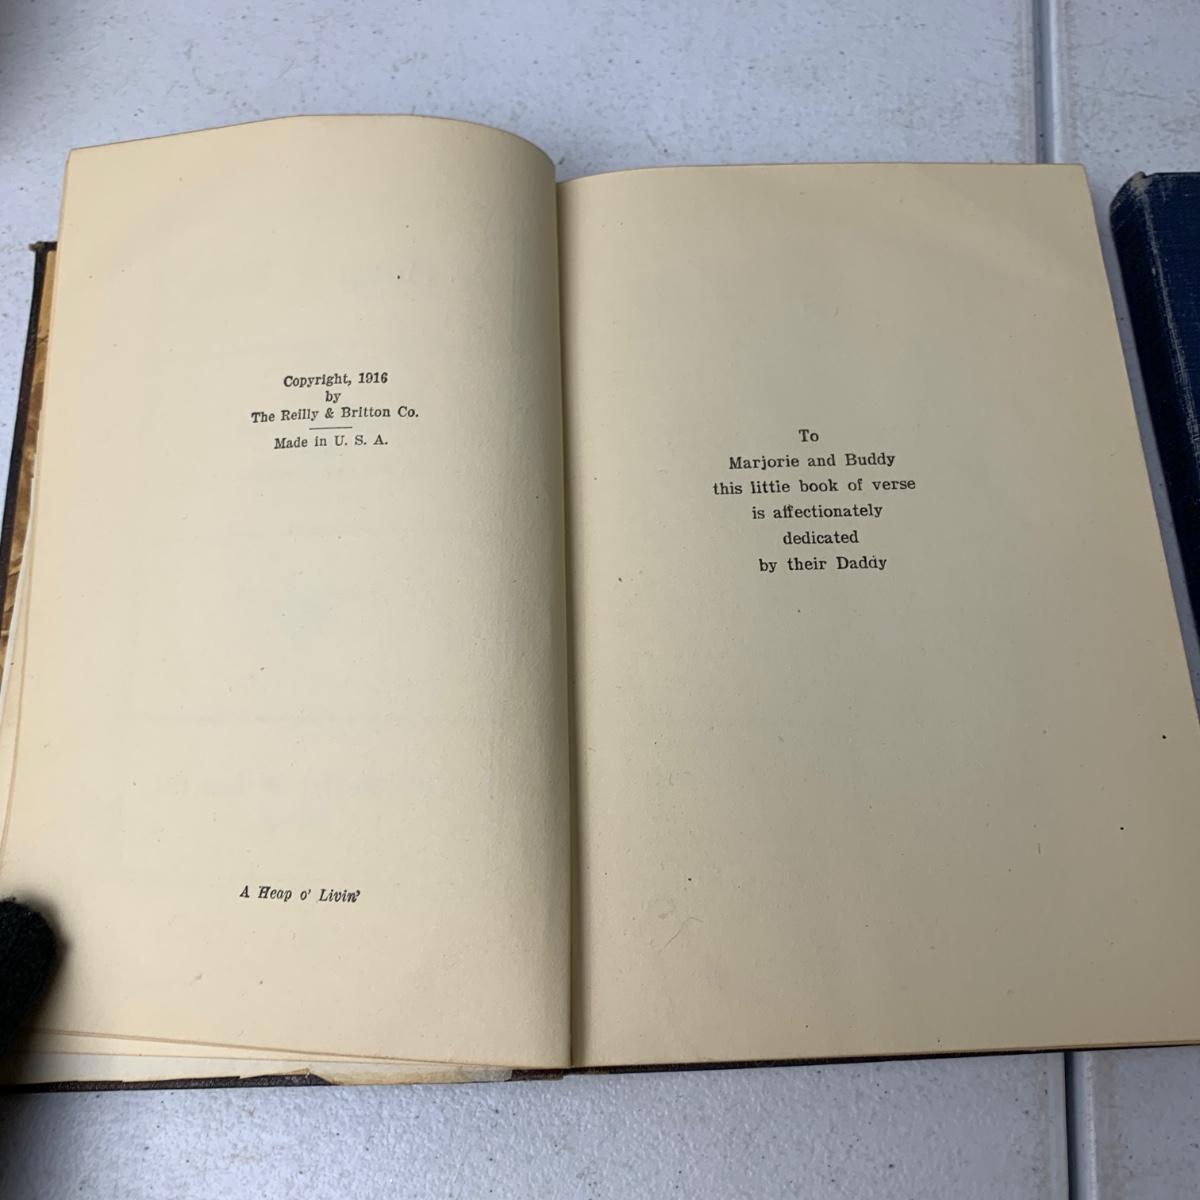 Copyright, 1916
by
The Reilly & Britton Co.
Made in U. S. A.
A Heap o' Livin'
To
Marjorie and Buddy
this little book of verse
is affectionately
dedicated
by their Daddy